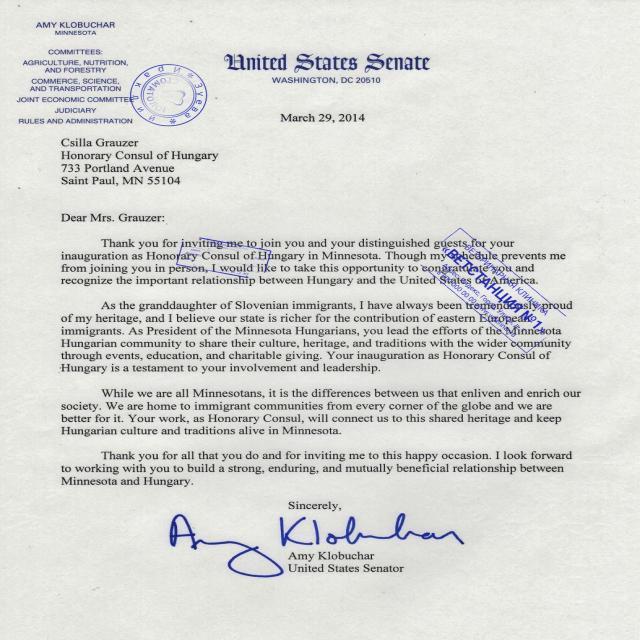 AMY KLOBUCHAR
MINNESOTA
COMMITTEES:
AGRICULTURE, NUTRITION,
AND FORESTRY
COMMERCE, SCIENCE,
AND TRANSPORTATION
JOINT ECONOMIC COMMITTEE
JUDICIARY
RULES AND ADMINISTRATION
United States Senate
WASHINGTON, DC 20510
March 29, 2014
Csilla Grauzer
Honorary Consul of Hungary
733 Portland Avenue
Saint Paul, MN 55104
Dear Mrs. Grauzer:
Thank you for inviting me to join you and your distinguished guests for your
inauguration as Honorary Consul of Hungary in Minnesota. Though my schedule prevents me
from joining you in person, I would like to take this opportunity to congratulate you and
recognize the important relationship between Hungary and the United States of America.
ВЕТЕРИНАРНАЯ КЛИНИКА
«ВЕТСТАНЦИЯ №1»
As the granddaughter of Slovenian immigrants, I have always been tremendously proud
of my heritage, and I believe our state is richer for the contribution of eastern European
immigrants. As President of the Minnesota Hungarians, you lead the efforts of the Minnesota
Hungarian community to share their culture, heritage, and traditions with the wider community
through events, education, and charitable giving. Your inauguration as Honorary Consul of
Hungary is a testament to your involvement and leadership.
While we are all Minnesotans, it is the differences between us that enliven and enrich our
society. We are home to immigrant communities from every corner of the globe and we are
better for it. Your work, as Honorary Consul, will connect us to this shared heritage and keep
Hungarian culture and traditions alive in Minnesota.
Thank you for all that you do and for inviting me to this happy occasion. I look forward
to working with you to build a strong, enduring, and mutually beneficial relationship between
Minnesota and Hungary.
Sincerely,
Amy Klobuchar
Amy Klobuchar
United States Senator